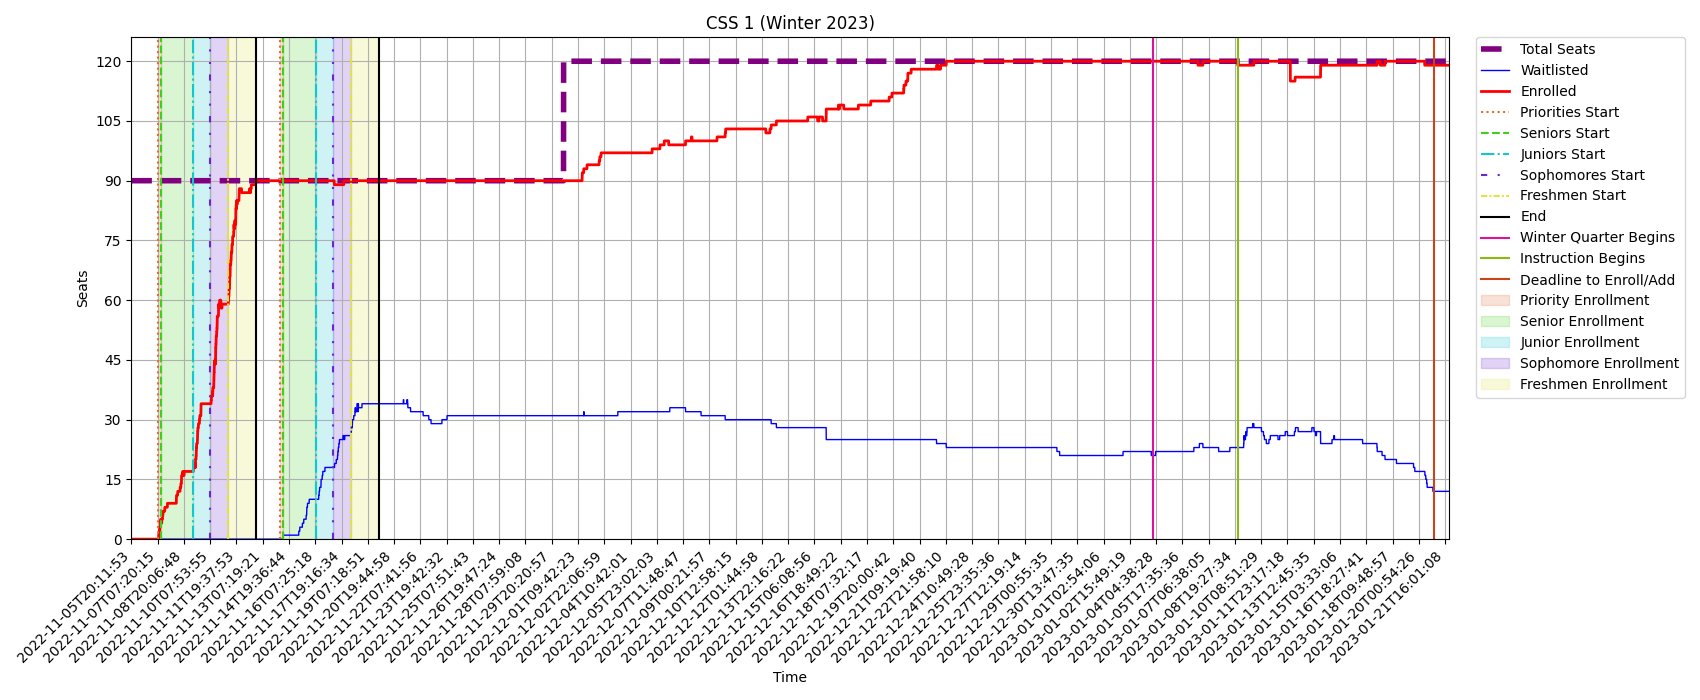 CSS 1 (Winter 2023)
Seats
120
105
90
75
60
45
30
15
0
2022-11-05T20:11:53
2022-11-07T07:20:15
2022-11-08T20:06:48
2022-11-10T07:53:55
2022-11-11T19:37:53
2022-11-13T07:19:21
2022-11-14T19:36:44
2022-11-16T07:25:18
2022-11-17T19:16:34
2022-11-19T07:18:51
2022-11-20T19:44:58
2022-11-22T07:41:56
2022-11-23T19:42:32
2022-11-25T07:51:43
2022-11-26T19:47:24
2022-11-28T07:59:08
2022-11-29T20:20:57
2022-12-01T09:42:23
2022-12-02T22:06:59
2022-12-04T10:42:01
2022-12-05T23:02:03
2022-12-07T11:48:47
2022-12-09T00:21:57
2022-12-10T12:58:15
2022-12-12T01:44:58
2022-12-13T12:16:22
2022-12-15T06:08:56
2022-12-16T18:49:22
2022-12-18T07:32:17
2022-12-19T20:00:42
2022-12-21T09:19:40
2022-12-22T21:58:10
2022-12-24T10:49:28
2022-12-25T23:35:36
2022-12-27T12:19:14
2022-12-29T00:55:35
2022-12-30T13:47:35
2023-01-01T02:54:06
2023-01-02T15:49:19
2023-01-04T04:38:28
2023-01-05T17:35:36
2023-01-07T06:38:05
2023-01-08T19:27:34
2023-01-10T08:51:29
2023-01-11T23:17:18
2023-01-13T12:45:35
2023-01-15T03:33:06
2023-01-16T18:27:41
2023-01-18T09:48:57
2023-01-20T00:54:26
2023-01-21T16:01:08
Time
Total Seats
Waitlisted
Enrolled
Priorities Start
Seniors Start
Juniors Start
Sophomores Start
Freshmen Start
End
Winter Quarter Begins
Instruction Begins
Deadline to Enroll/Add
Priority Enrollment
Senior Enrollment
Junior Enrollment
Sophomore Enrollment
Freshmen Enrollment